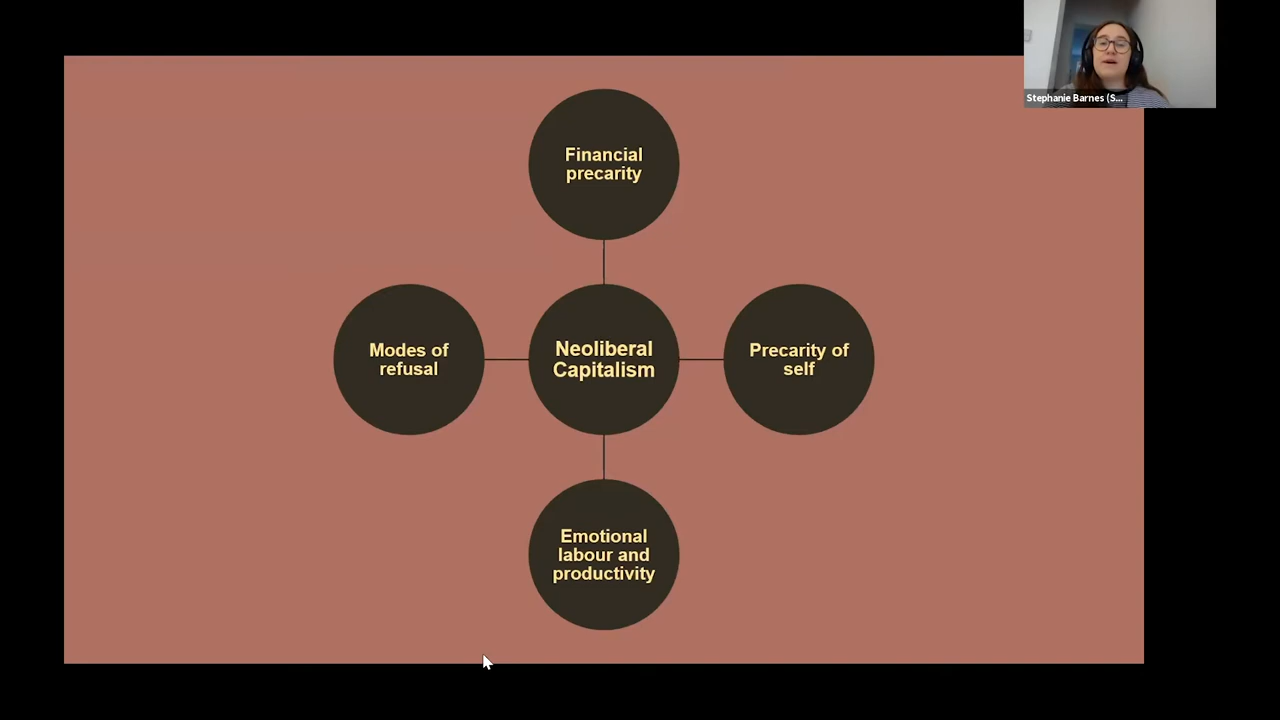 Stephanie Barnes (S...
Financial
precarity
Modes of
refusal
Neoliberal
Capitalism
Precarity of
self
Emotional
labour and
productivity